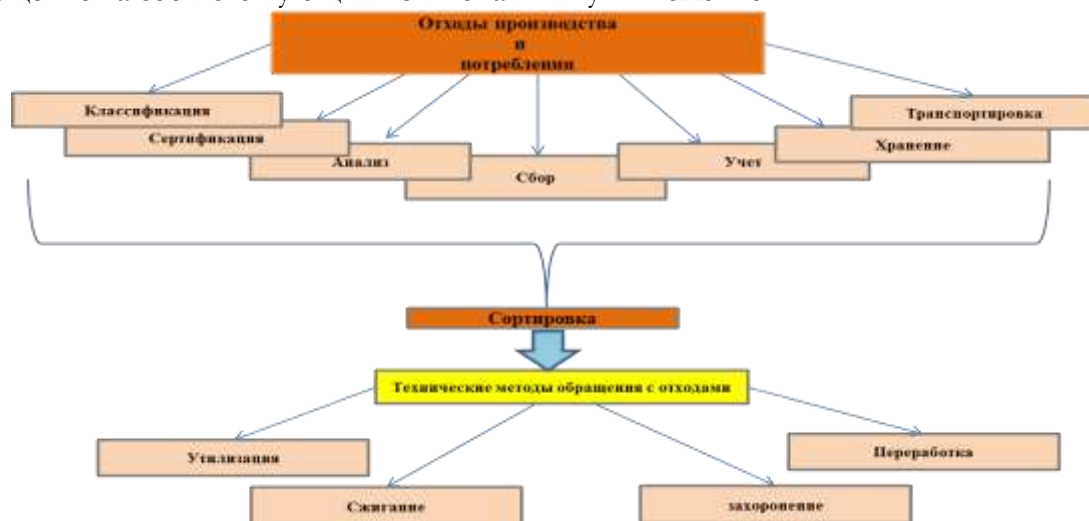 Отходы производства
и
потребления
Классификация
Сертификация
Анализ
Сбор
Учет
Хранение
Транспортировка
Сортировка
Технические методы обращения с отходами
Утилизация
Сжигание
захоронение
Переработка